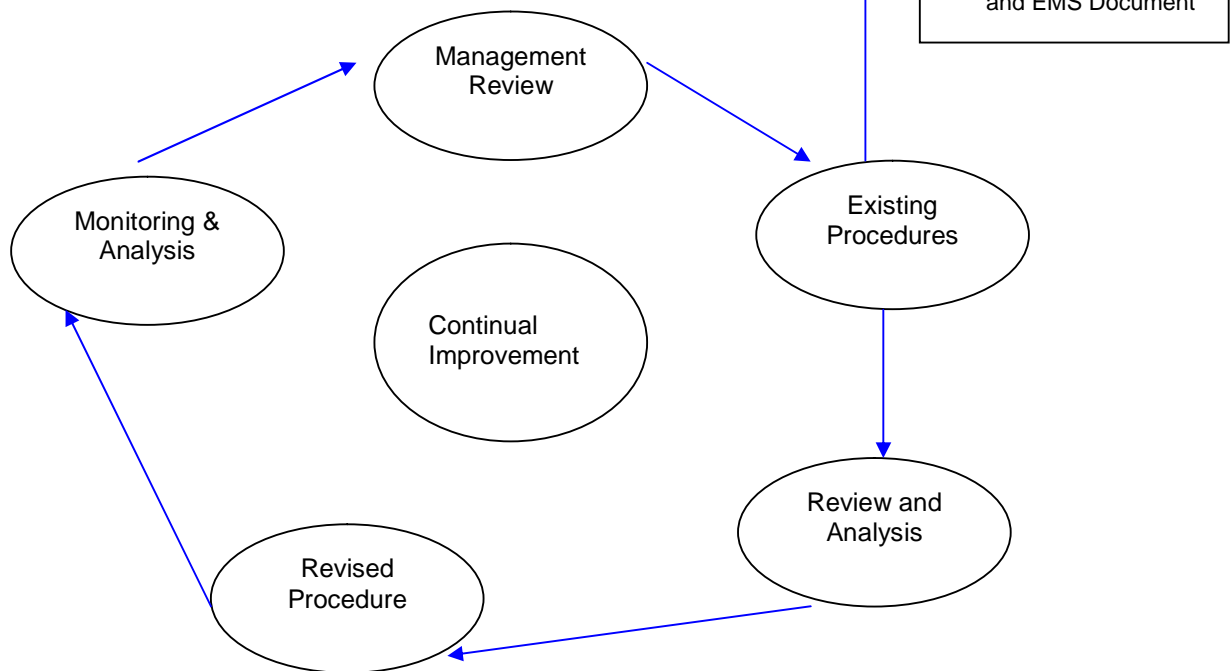 and EMS Document
Management
Review
Existing
Procedures
Monitoring &
Analysis
Continual
Improvement
Review and
Analysis
Revised
Procedure